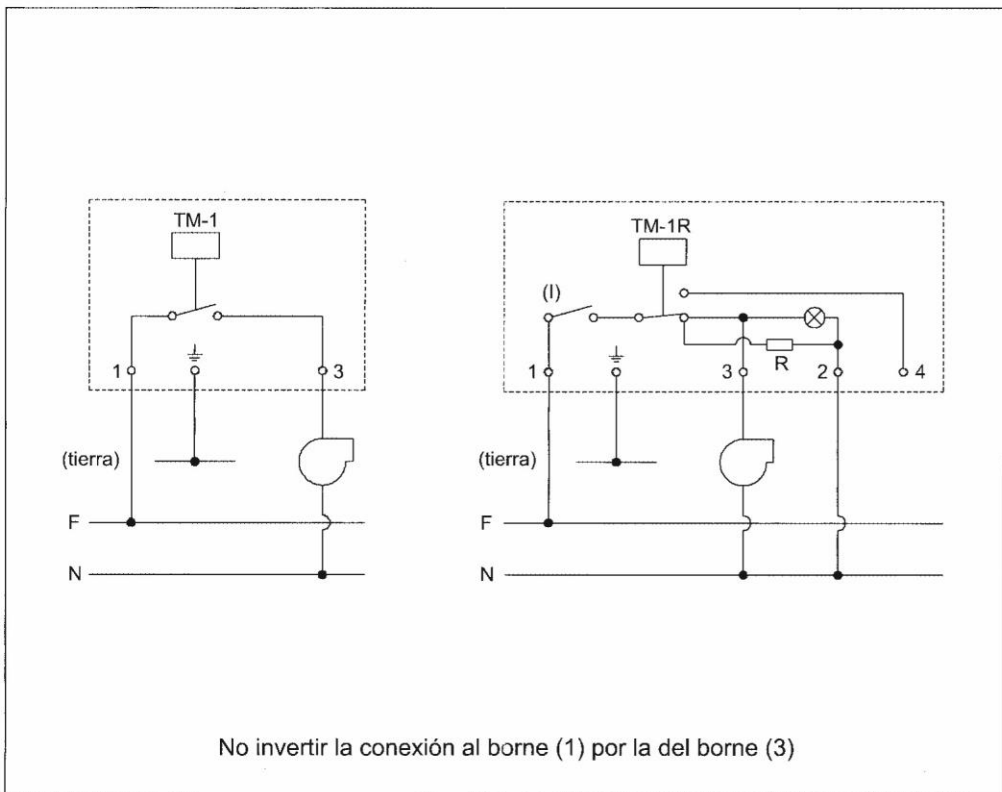 TM-1
1
3
(tierra)
F
N
TM-1R
(I)
R
1
3
2
4
(tierra)
F
N
No invertir la conexión al borne (1) por la del borne (3)